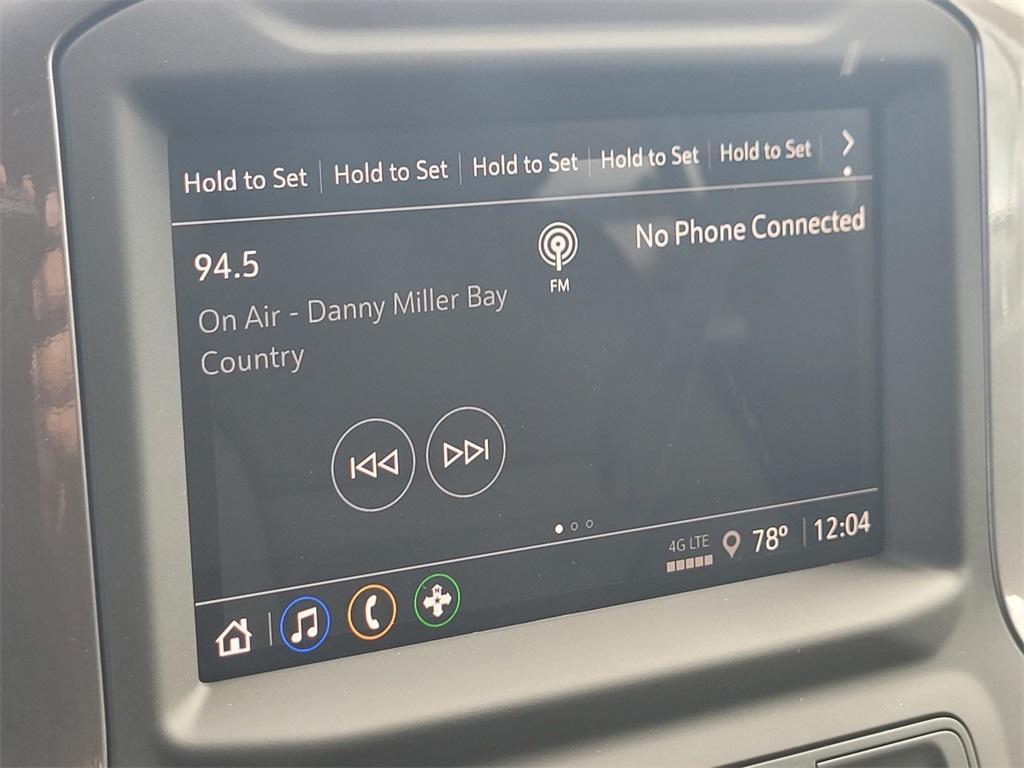 Hold to Set Hold to Set Hold to Set Hold to Set Hold to Set
94.5
FM
No Phone Connected
On Air - Danny Miller Bay
Country
4G LTE 78° 12:04